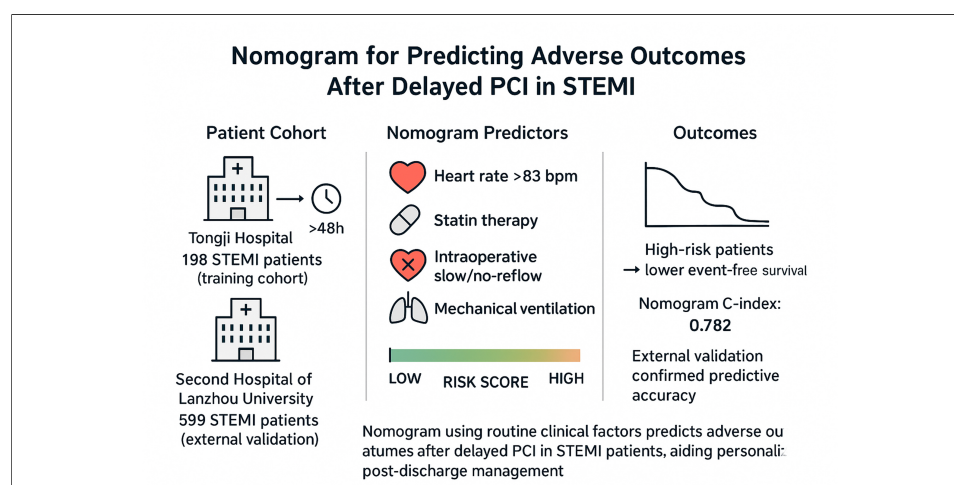 Nomogram for Predicting Adverse Outcomes
After Delayed PCI in STEMI
Patient Cohort
>48h
Tongji Hospital
198 STEMI patients
(training cohort)
Second Hospital of
Lanzhou University
599 STEMI patients
(external validation)
Nomogram Predictors
Heart rate >83 bpm
Statin therapy
Intraoperative
slow/no-reflow
Mechanical ventilation
LOW RISK SCORE HIGH
Outcomes
High-risk patients
→ lower event-free survival
Nomogram C-index:
0.782
External validation
confirmed predictive
accuracy
Nomogram using routine clinical factors predicts adverse ou
atumes after delayed PCI in STEMI patients, aiding personali
post-discharge management